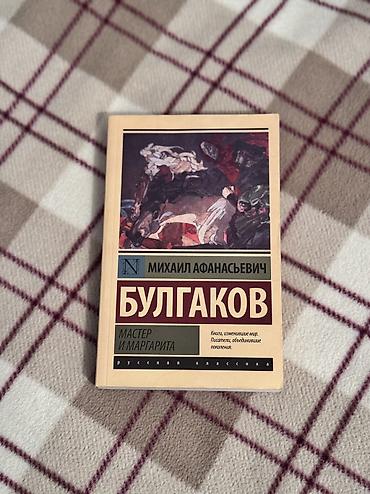 N
МИХАИЛ АФАНАСЬЕВИЧ
БУЛГАКОВ
МАСТЕР
И МАРГАРИТА
Книги, изменившие мир.
Писатели, объединившие
поколения.
русская классика